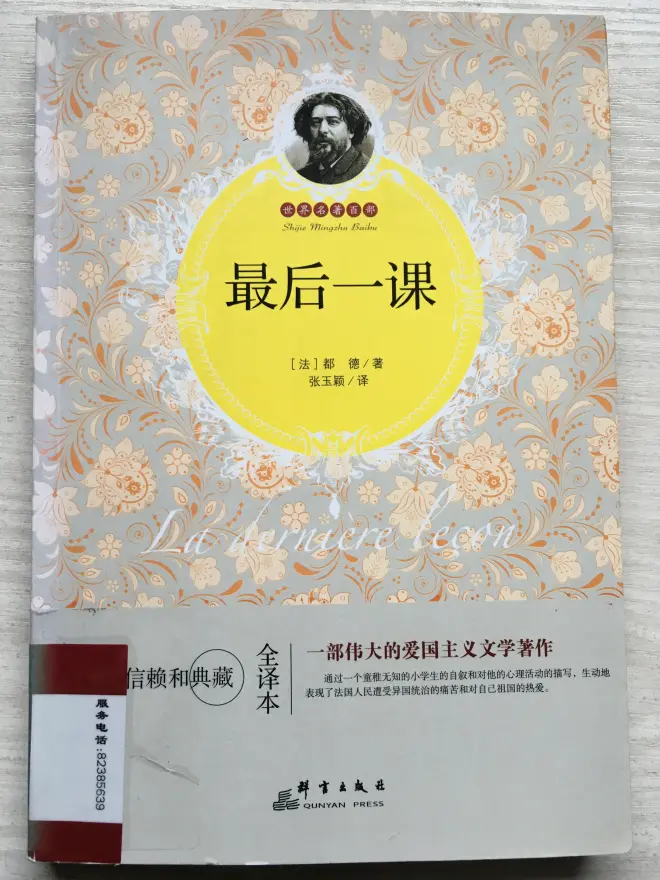 世界名著百部
Shijie Mingzhu Baibu
最后一课
[法]都 德/著
张玉颖/译
La dernière leçon
信赖和典藏
全译本
一部伟大的爱国主义文学著作
通过一个童稚无知的小学生的自叙和对他的心理活动的描写,生动地
表现了法国人民遭受异国统治的痛苦和对自己祖国的热爱。
服务电话:82385639
群言出版社
QUNYAN PRESS